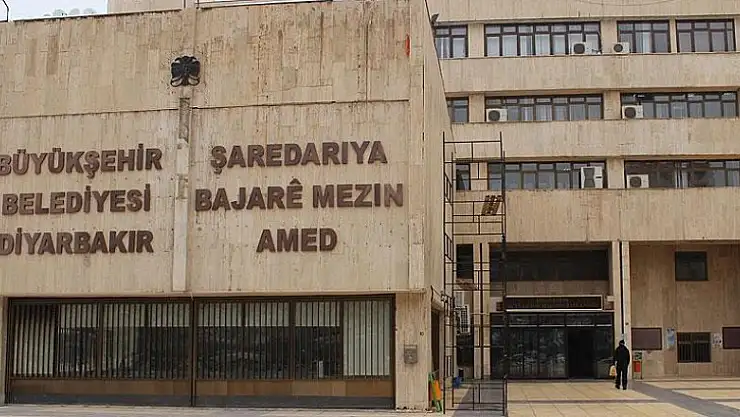 BÜYÜKŞEHİR
BELEDİYESİ
DİYARBAKIR
ŞAREDARIYA
BAJARÊ MEZIN
AMED